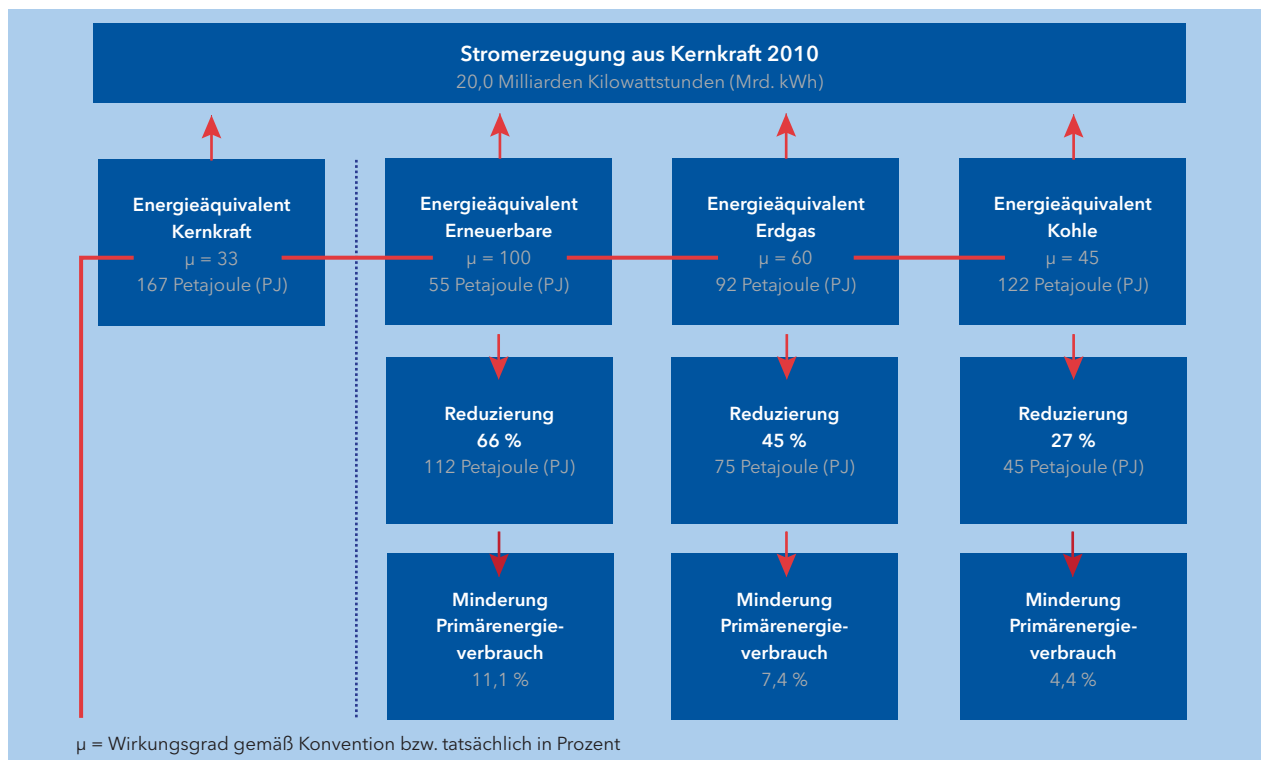 Stromerzeugung aus Kernkraft 2010
20,0 Milliarden Kilowattstunden (Mrd. kWh)
Energieäquivalent
Kernkraft
μ = 33
167 Petajoule (PJ)
Energieäquivalent
Erneuerbare
μ = 100
55 Petajoule (PJ)
Energieäquivalent
Erdgas
μ = 60
92 Petajoule (PJ)
Energieäquivalent
Kohle
μ = 45
122 Petajoule (PJ)
Reduzierung
66 %
112 Petajoule (PJ)
Reduzierung
45 %
75 Petajoule (PJ)
Reduzierung
27 %
45 Petajoule (PJ)
Minderung
Primärenergie-
verbrauch
11,1 %
Minderung
Primärenergie-
verbrauch
7,4 %
Minderung
Primärenergie-
verbrauch
4,4 %
μ = Wirkungsgrad gemäß Konvention bzw. tatsächlich in Prozent